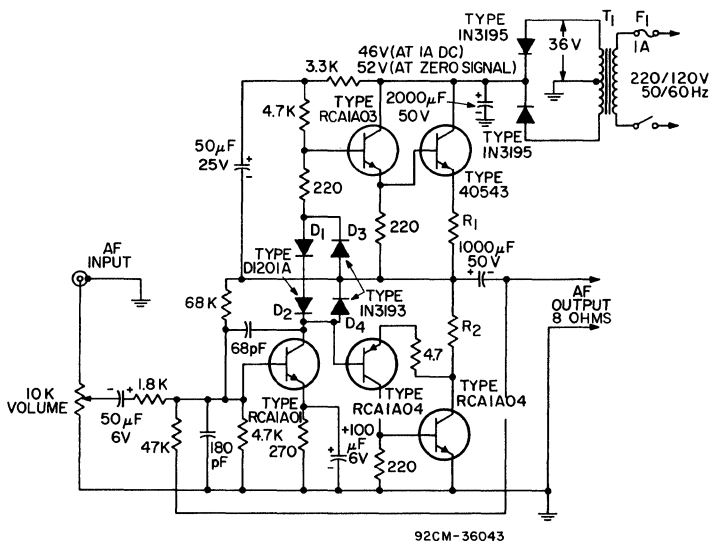 TYPE
IN3195
T1
F1
1A
36V
220/120V
50/60Hz
46V(AT 1A DC)
52V(AT ZERO SIGNAL)
3.3K
4.7K
TYPE
RCA1A03
2000μF
50V
TYPE
IN3195
TYPE
40543
50μF
25V
220
220
R1
1000μF
50V
D1
D3
AF
INPUT
TYPE
D1201A
TYPE
IN3193
AF
OUTPUT
8 OHMS
68K
D2
D4
R2
68pF
4.7
10K
VOLUME
1.8K
50μF
6V
TYPE
RCA1A01
TYPE
RCA1A04
TYPE
RCA1A04
47K
180
pF
4.7K
270
100
μF
6V
220
92CM-36043